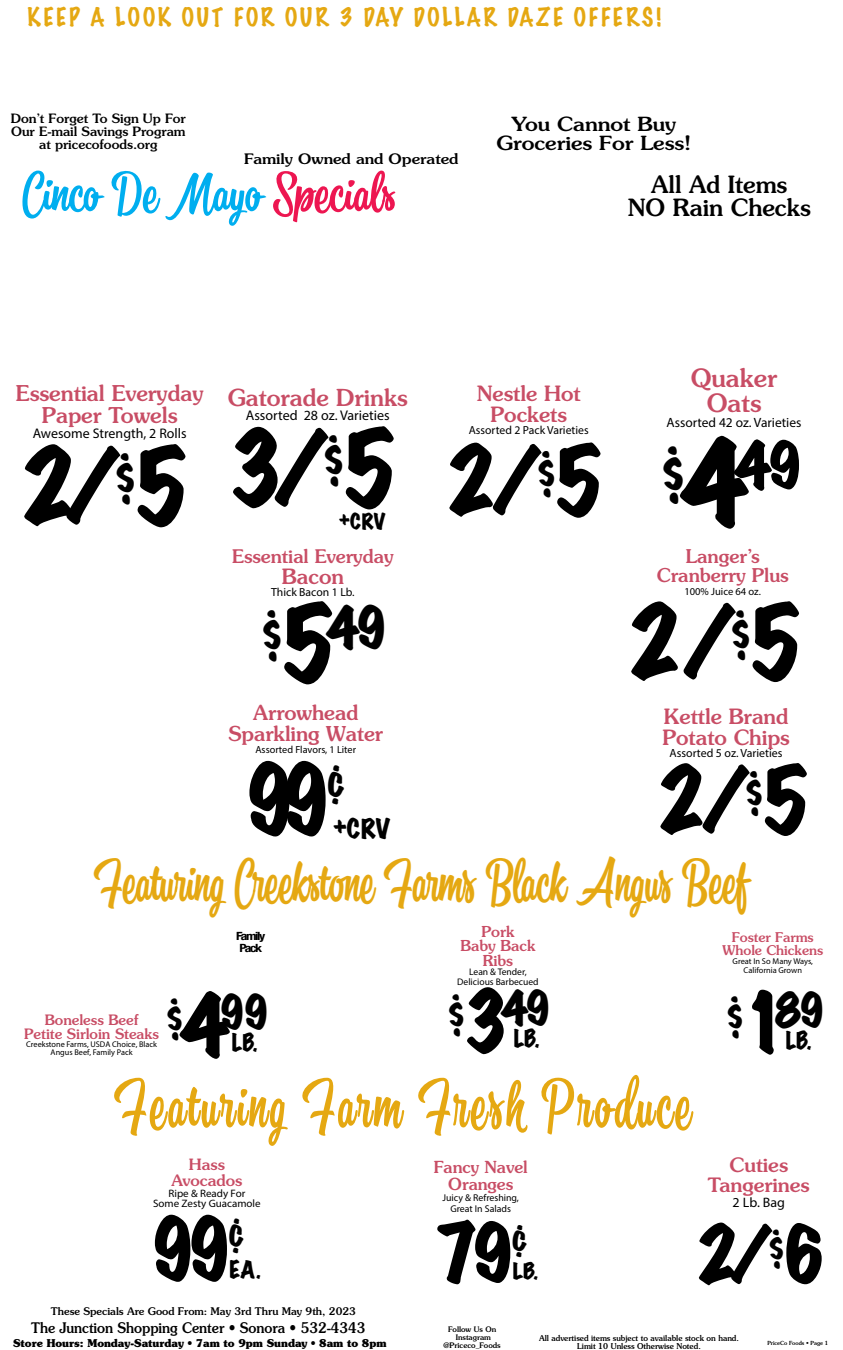 KEEP A LOOK OUT FOR OUR 3 DAY DOLLAR DAZE OFFERS!
Don't Forget To Sign Up For
Our E-mail Savings Program
at pricecofoods.org
Family Owned and Operated
You Cannot Buy
Groceries For Less!
Cinco De Mayo Specials
All Ad Items
NO Rain Checks
Essential Everyday
Paper Towels
Awesome Strength, 2 Rolls
2/$5
Gatorade Drinks
Assorted 28 oz. Varieties
3/$5
+CRV
Nestle Hot
Pockets
Assorted 2 Pack Varieties
2/$5
Quaker
Oats
Assorted 42 oz. Varieties
$4 49
Essential Everyday
Bacon
Thick Bacon 1 Lb.
$5 49
Langer's
Cranberry Plus
100% Juice 64 oz.
2/$5
Arrowhead
Sparkling Water
Assorted Flavors, 1 Liter
99¢
+CRV
Kettle Brand
Potato Chips
Assorted 5 oz. Varieties
2/$5
Featuring Creekstone Farms Black Angus Beef
Family
Pack
Boneless Beef
Petite Sirloin Steaks
Creekstone Farms, USDA Choice, Black
Angus Beef, Family Pack
$4 99
LB.
Pork
Baby Back
Ribs
Lean & Tender,
Delicious Barbecued
$3 49
LB.
Foster Farms
Whole Chickens
Great In So Many Ways,
California Grown
$1 89
LB.
Featuring Farm Fresh Produce
Hass
Avocados
Ripe & Ready For
Some Zesty Guacamole
99¢
EA.
Fancy Navel
Oranges
Juicy & Refreshing,
Great In Salads
79¢
LB.
Cuties
Tangerines
2 Lb. Bag
2/$6
These Specials Are Good From: May 3rd Thru May 9th, 2023
The Junction Shopping Center • Sonora • 532-4343
Store Hours: Monday-Saturday • 7am to 9pm Sunday • 8am to 8pm
Follow Us On
Instagram
@Priceco_Foods
All advertised items subject to available stock on hand.
Limit 10 Unless Otherwise Noted.
PriceCo Foods • Page 1